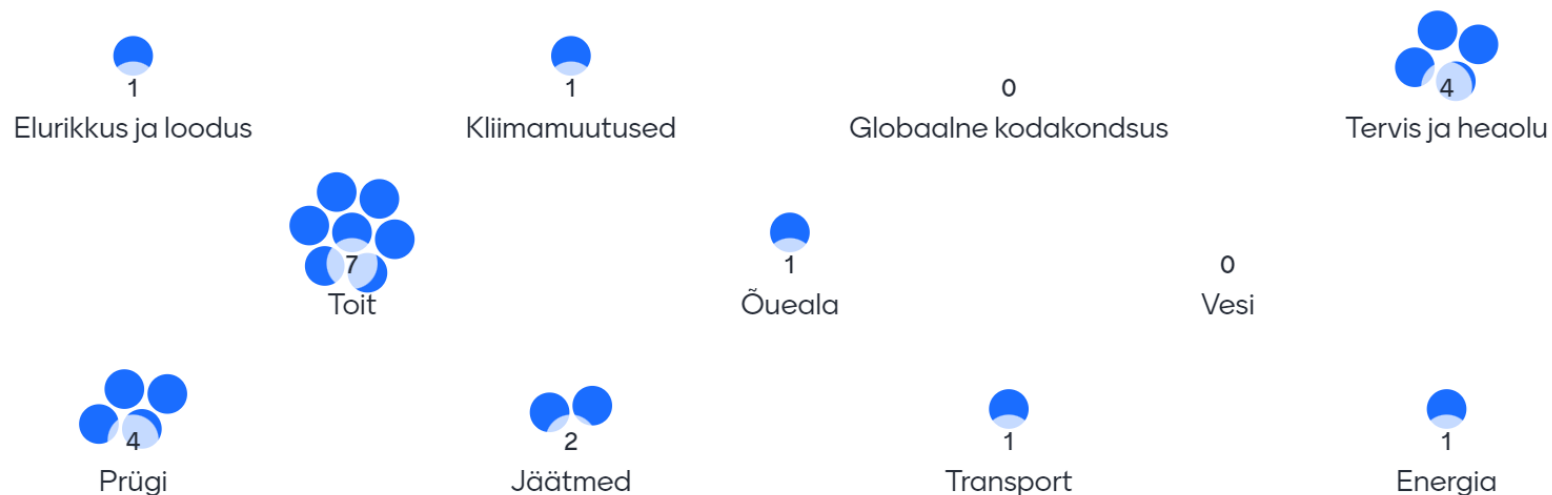 1 1 0 4
Elurikkus ja loodus Kliimamuutused Globaalne kodakondsus Tervis ja heaolu
7 1 0
Toit Õueala Vesi
4 2 1 1
Prügi Jäätmed Transport Energia